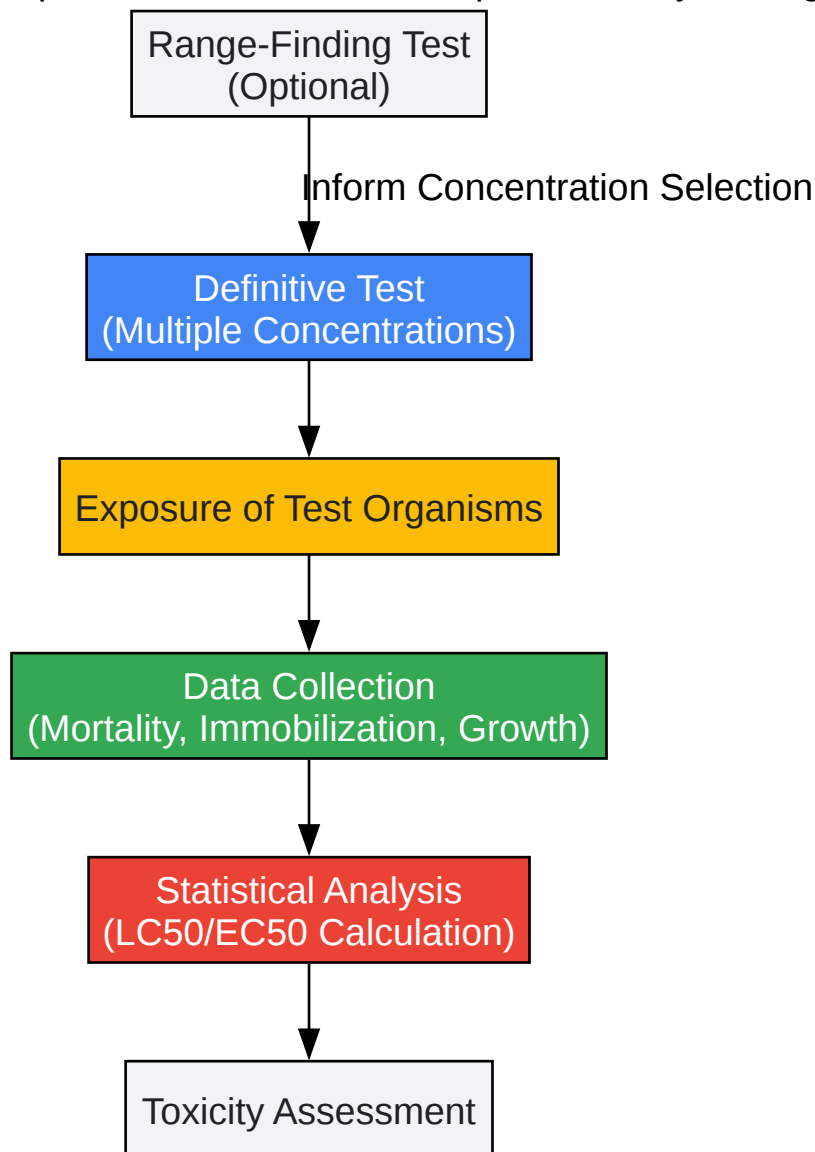 Range-Finding Test
(Optional)
Inform Concentration Selection
Definitive Test
(Multiple Concentrations)
Exposure of Test Organisms
Data Collection
(Mortality, Immobilization, Growth)
Statistical Analysis
(LC50/EC50 Calculation)
Toxicity Assessment